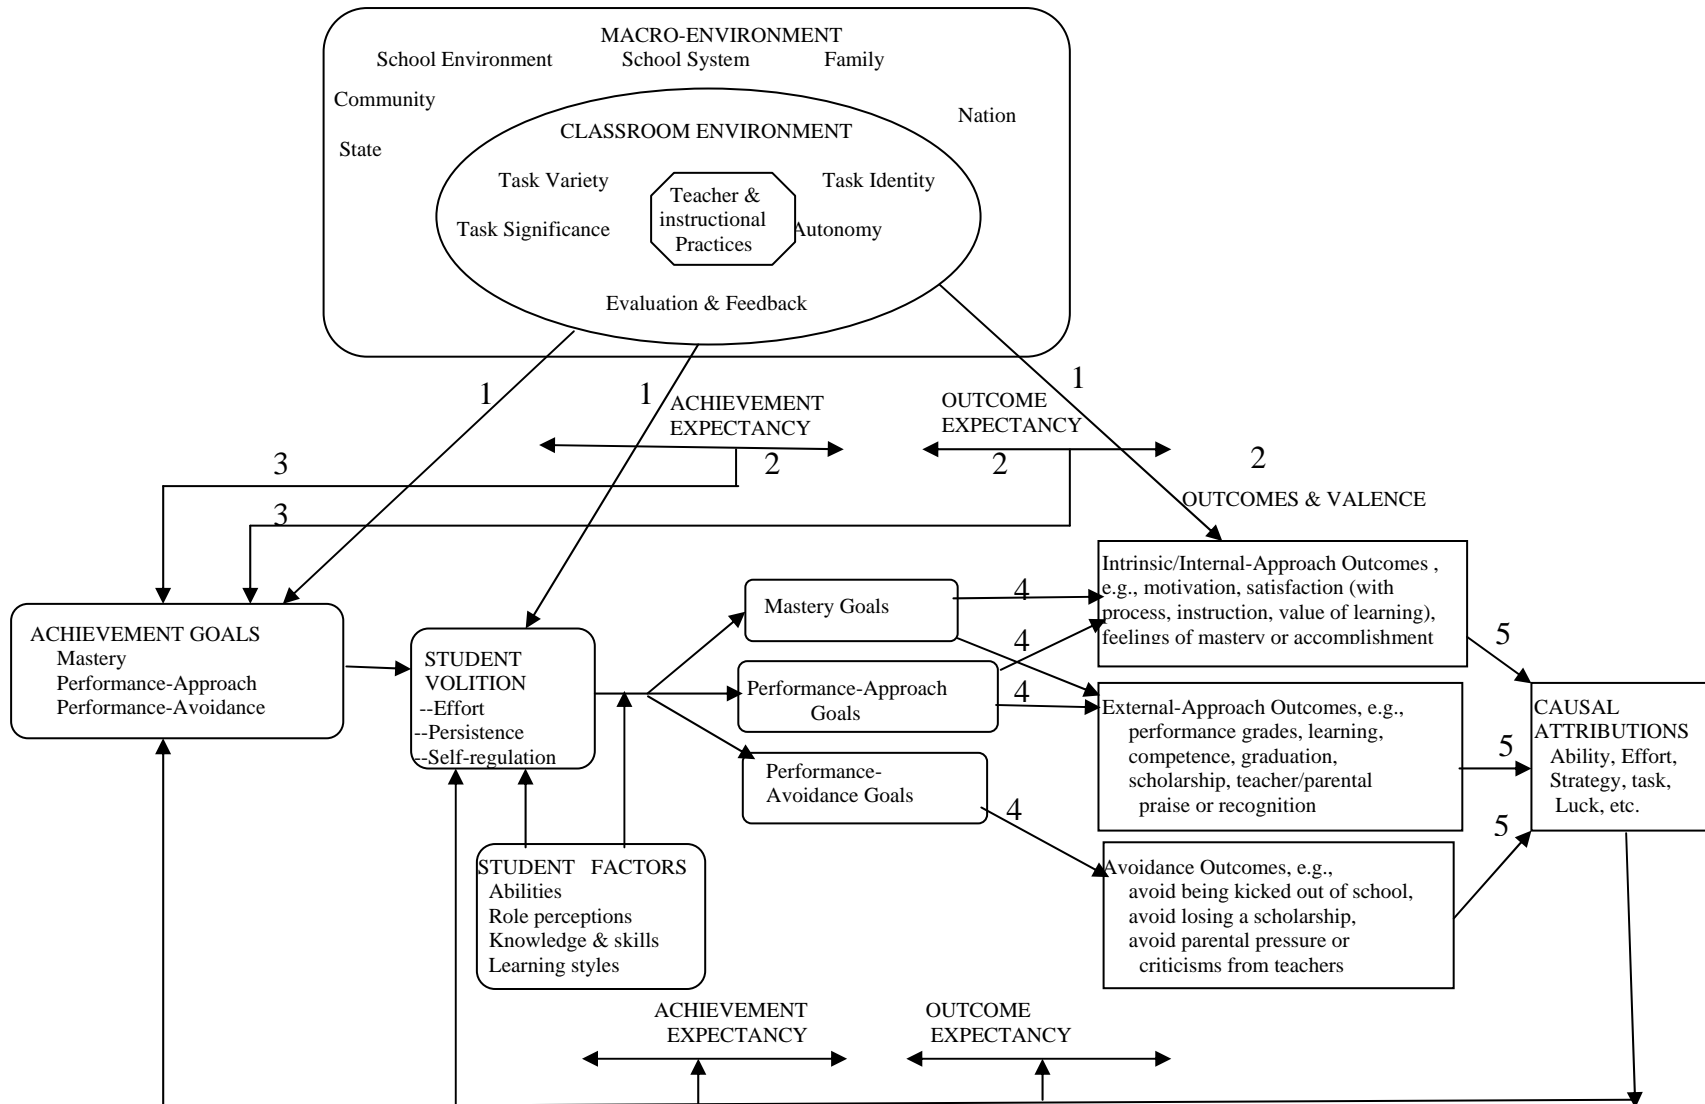 MACRO-ENVIRONMENT
School Environment School System Family
Community
Nation
State
CLASSROOM ENVIRONMENT
Task Variety
Task Identity
Teacher &
instructional
Practices
Task Significance
Autonomy
Evaluation & Feedback
1
1
1
ACHIEVEMENT
EXPECTANCY
OUTCOME
EXPECTANCY
3
2
2
2
3
OUTCOMES & VALENCE
ACHIEVEMENT GOALS
Mastery
Performance-Approach
Performance-Avoidance
STUDENT
VOLITION
--Effort
--Persistence
--Self-regulation
Mastery Goals
Performance-Approach
Goals
Performance-
Avoidance Goals
4
4
4
4
Intrinsic/Internal-Approach Outcomes ,
e.g., motivation, satisfaction (with
process, instruction, value of learning),
feelings of mastery or accomplishment
External-Approach Outcomes, e.g.,
performance grades, learning,
competence, graduation,
scholarship, teacher/parental
praise or recognition
Avoidance Outcomes, e.g.,
avoid being kicked out of school,
avoid losing a scholarship,
avoid parental pressure or
criticisms from teachers
5
5
5
CAUSAL
ATTRIBUTIONS
Ability, Effort,
Strategy, task,
Luck, etc.
STUDENT FACTORS
Abilities
Role perceptions
Knowledge & skills
Learning styles
ACHIEVEMENT
EXPECTANCY
OUTCOME
EXPECTANCY